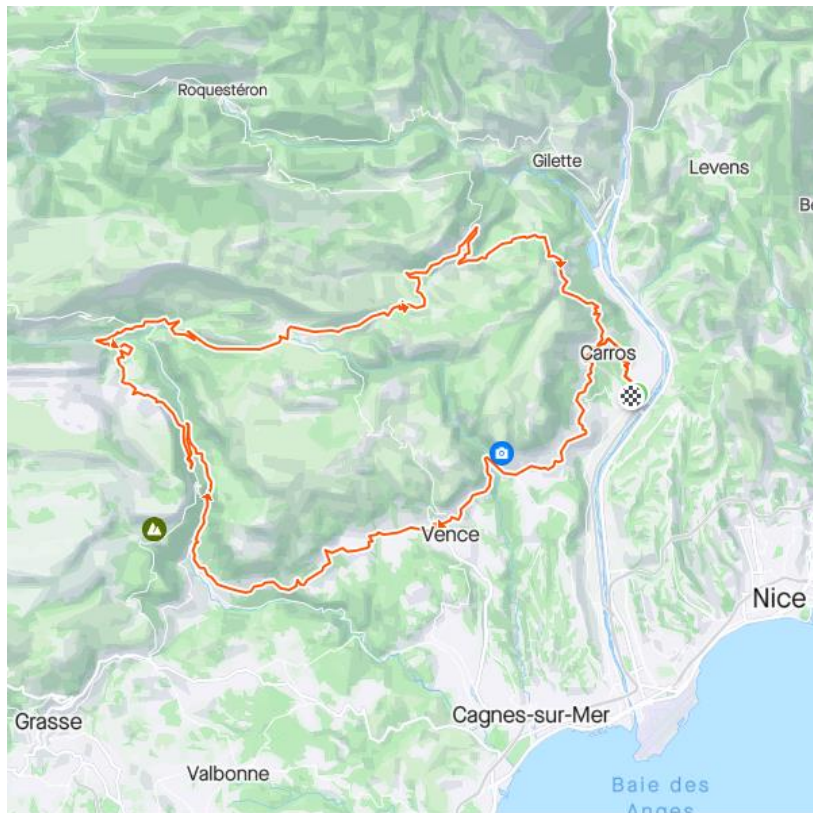 Roquestéron
Gilette
Levens
Carros
Vence
Nice
Grasse
Cagnes-sur-Mer
Valbonne
Baie des
Anges